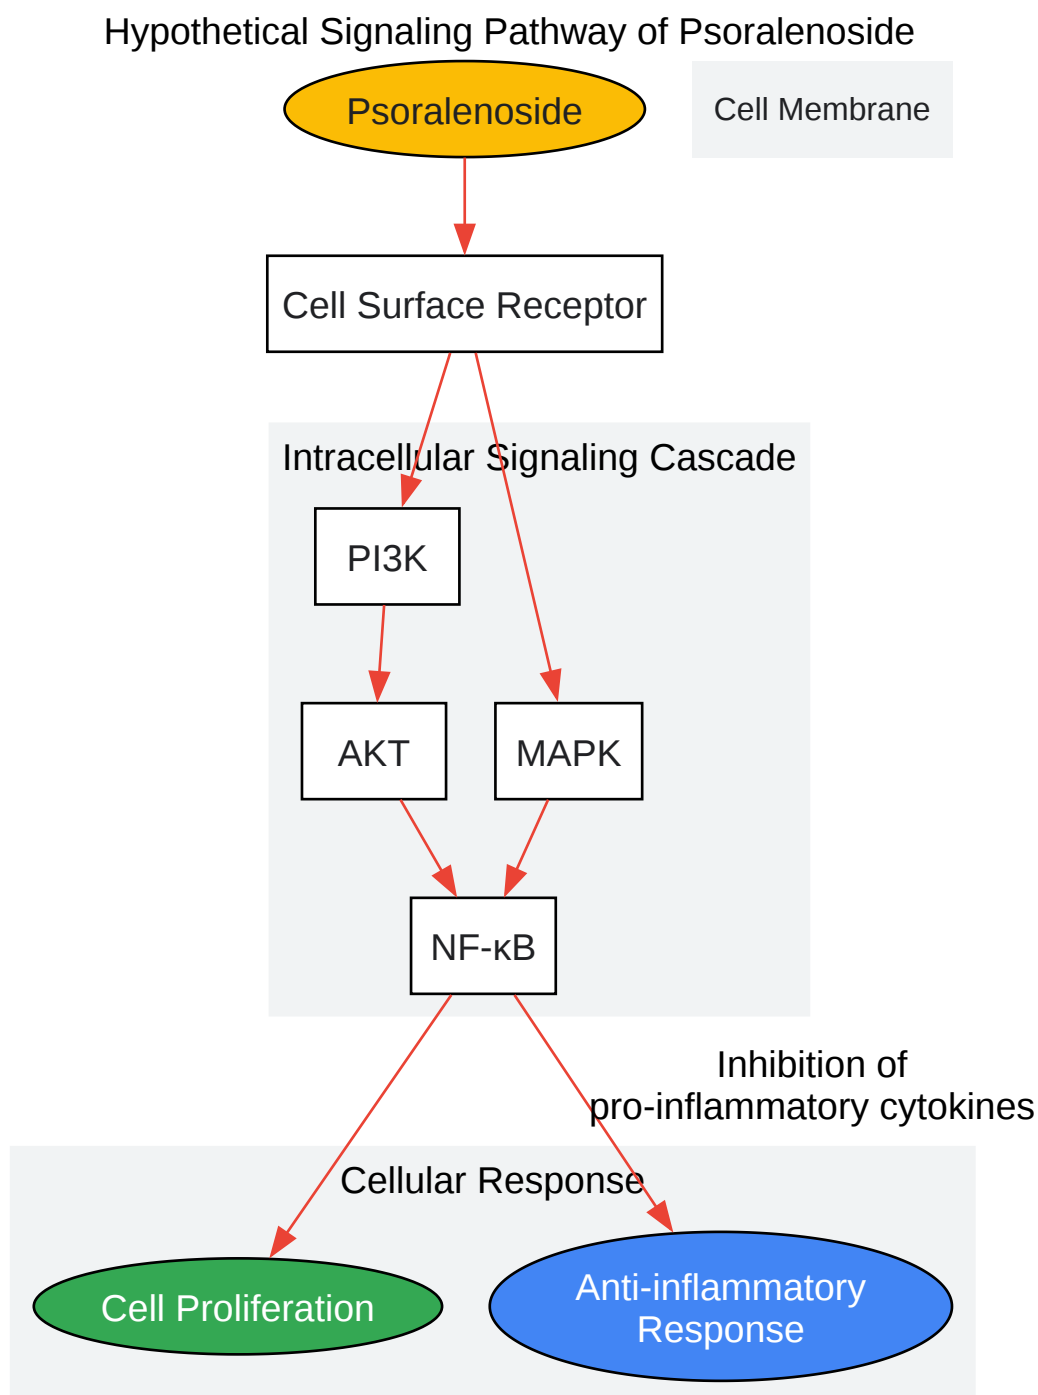 Hypothetical Signaling Pathway of Psoralenoside
Psoralenoside
Cell Membrane
Cell Surface Receptor
Intracellular Signaling Cascade
PI3K
AKT
MAPK
NF-κB
Inhibition of
pro-inflammatory cytokines
Cellular Response
Cell Proliferation
Anti-inflammatory
Response